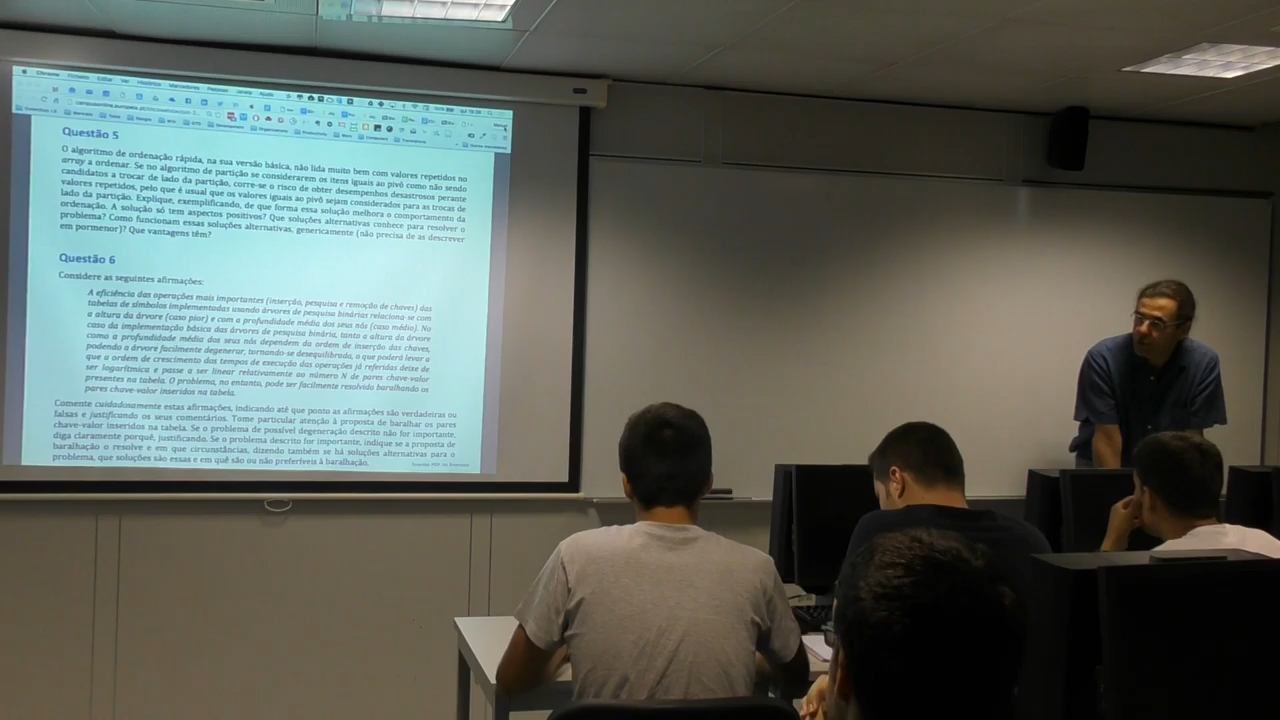 Chrome Ficheiro Editar Ver Histórico Marcadores Pessoas Janela Ajuda
Questão 5
O algoritmo de ordenação rápida, na sua versão básica, não lida muito bem com valores repetidos no
array a ordenar. Se no algoritmo de partição se considerarem os itens iguais ao pivô como não sendo
candidatos a trocar de lado da partição, corre-se o risco de obter desempenhos desastrosos perante
valores repetidos, pelo que é usual que os valores iguais ao pivô sejam considerados para as trocas de
lado da partição. Explique, exemplificando, de que forma essa solução melhora o comportamento da
ordenação. A solução só tem aspectos positivos? Que soluções alternativas conhece para resolver o
problema? Como funcionam essas soluções alternativas, genericamente (não precisa de as descrever
em pormenor)? Que vantagens têm?
Questão 6
Considere as seguintes afirmações:
A eficiência das operações mais importantes (inserção, pesquisa e remoção de chaves) das
tabelas de símbolos implementadas usando árvores de pesquisa binárias relaciona-se com
a altura da árvore (caso pior) e com a profundidade média dos seus nós (caso médio). No
caso da implementação básica das árvores de pesquisa binária, tanto a altura da árvore
como a profundidade média dos seus nós dependem da ordem de inserção das chaves,
podendo a árvore facilmente degenerar, tornando-se desequilibrada, o que poderá levar a
que a ordem de crescimento dos tempos de execução das operações já referidas deixe de
ser logarítmica e passe a ser linear relativamente ao número N de pares chave-valor
presentes na tabela. O problema, no entanto, pode ser facilmente resolvido baralhando os
pares chave-valor inseridos na tabela.
Comente cuidadosamente estas afirmações, indicando até que ponto as afirmações são verdadeiras ou
falsas e justificando os seus comentários. Tome particular atenção à proposta de baralhar os pares
chave-valor inseridos na tabela. Se o problema de possível degeneração descrito não for importante,
diga claramente porquê, justificando. Se o problema descrito for importante, indique se a proposta de
baralhação o resolve e em que circunstâncias, dizendo também se há soluções alternativas para o
problema, que soluções são essas e em quê são ou não preferíveis à baralhação.